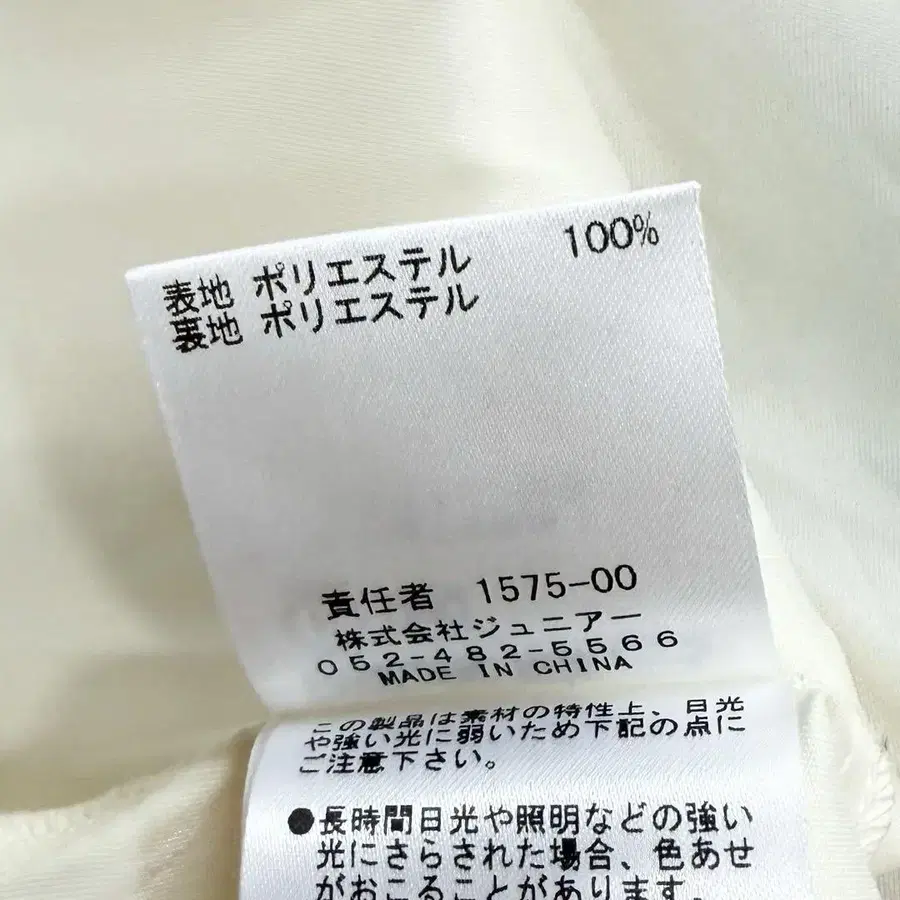 表地 ポリエステル 100%
裏地 ポリエステル
責任者 1575-00
株式会社ジュニアー
052-482-5566
MADE IN CHINA
この製品は素材の特性上、日光
や強い光に弱いため下記の点に
ご注意下さい。
●長時間日光や照明などの強い
光にさらされた場合、色あせ
がおこることがあります。